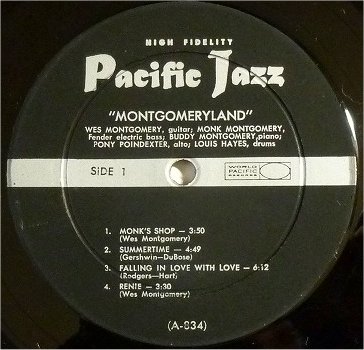 HIGH FIDELITY
Pacific Jazz
"MONTGOMERYLAND"
WES MONTGOMERY, guitar; MONK MONTGOMERY,
Fender electric bass; BUDDY MONTGOMERY, piano;
PONY POINDEXTER, alto; LOUIS HAYES, drums
SIDE 1
WORLD
PACIFIC
RECORDS
1. MONK'S SHOP — 3:50
(Wes Montgomery)
2. SUMMERTIME — 4:49
(Gershwin-DuBose)
3. FALLING IN LOVE WITH LOVE — 6:12
(Rodgers-Hart)
4. RENIE — 3:30
(Wes Montgomery)
(A-834)